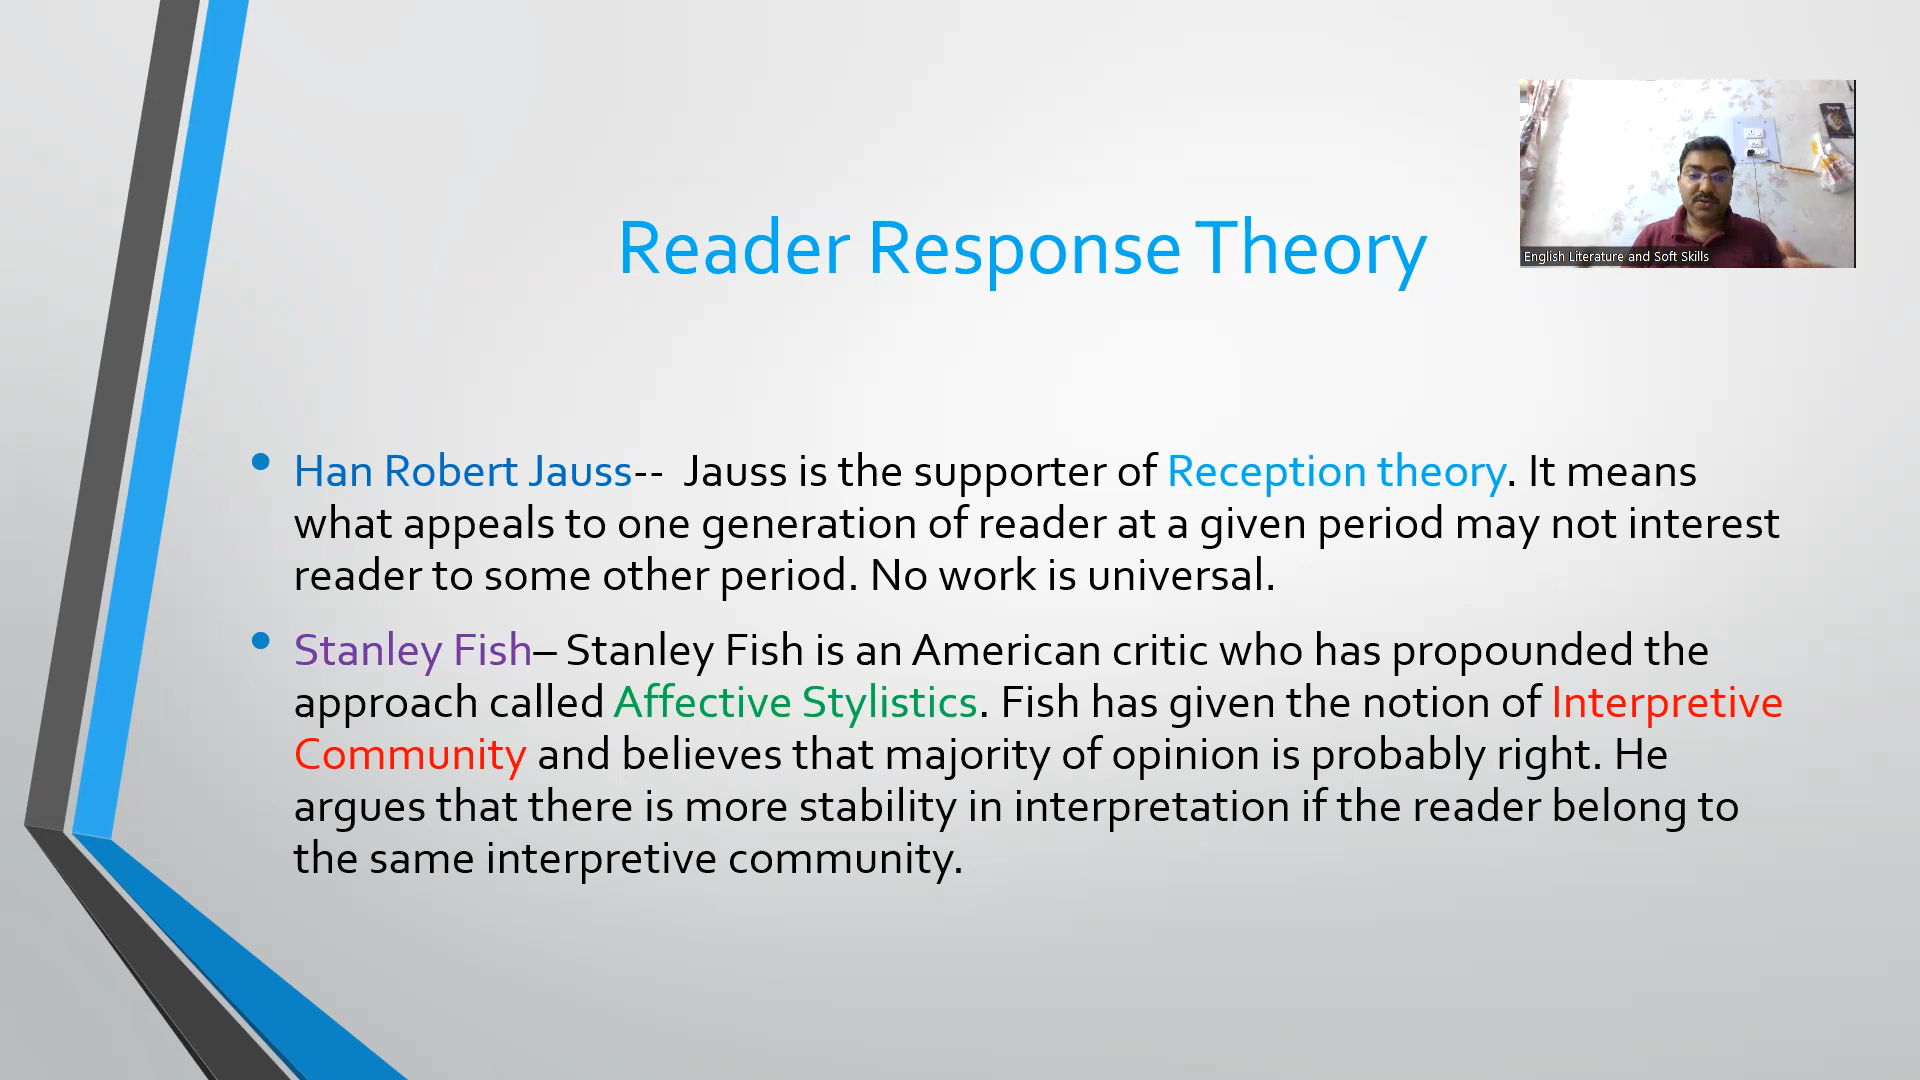 English Literature and Soft Skills
Reader Response Theory
• Han Robert Jauss--  Jauss is the supporter of Reception theory. It means
what appeals to one generation of reader at a given period may not interest
reader to some other period. No work is universal.
• Stanley Fish– Stanley Fish is an American critic who has propounded the
approach called Affective Stylistics. Fish has given the notion of Interpretive
Community and believes that majority of opinion is probably right. He
argues that there is more stability in interpretation if the reader belong to
the same interpretive community.